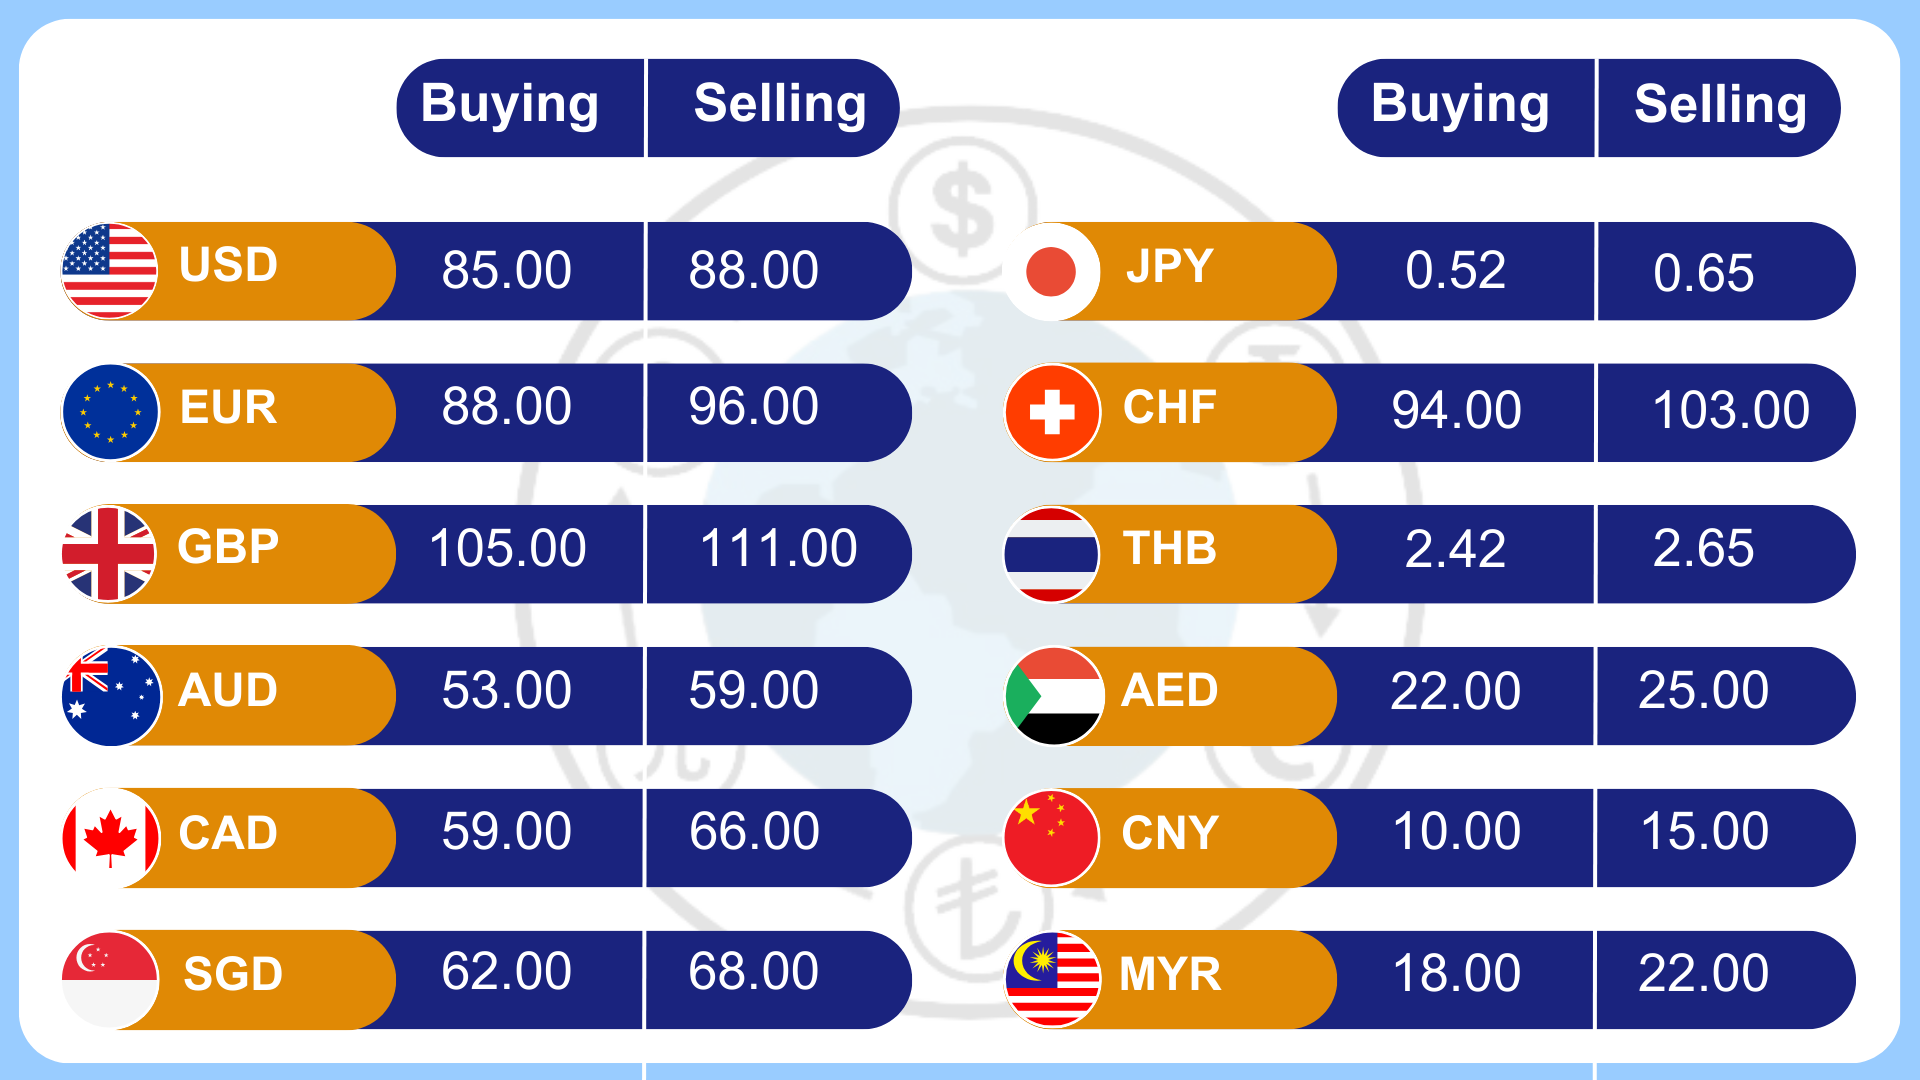 Buying Selling
USD 85.00 88.00
EUR 88.00 96.00
GBP 105.00 111.00
AUD 53.00 59.00
CAD 59.00 66.00
SGD 62.00 68.00
Buying Selling
JPY 0.52 0.65
CHF 94.00 103.00
THB 2.42 2.65
AED 22.00 25.00
CNY 10.00 15.00
MYR 18.00 22.00